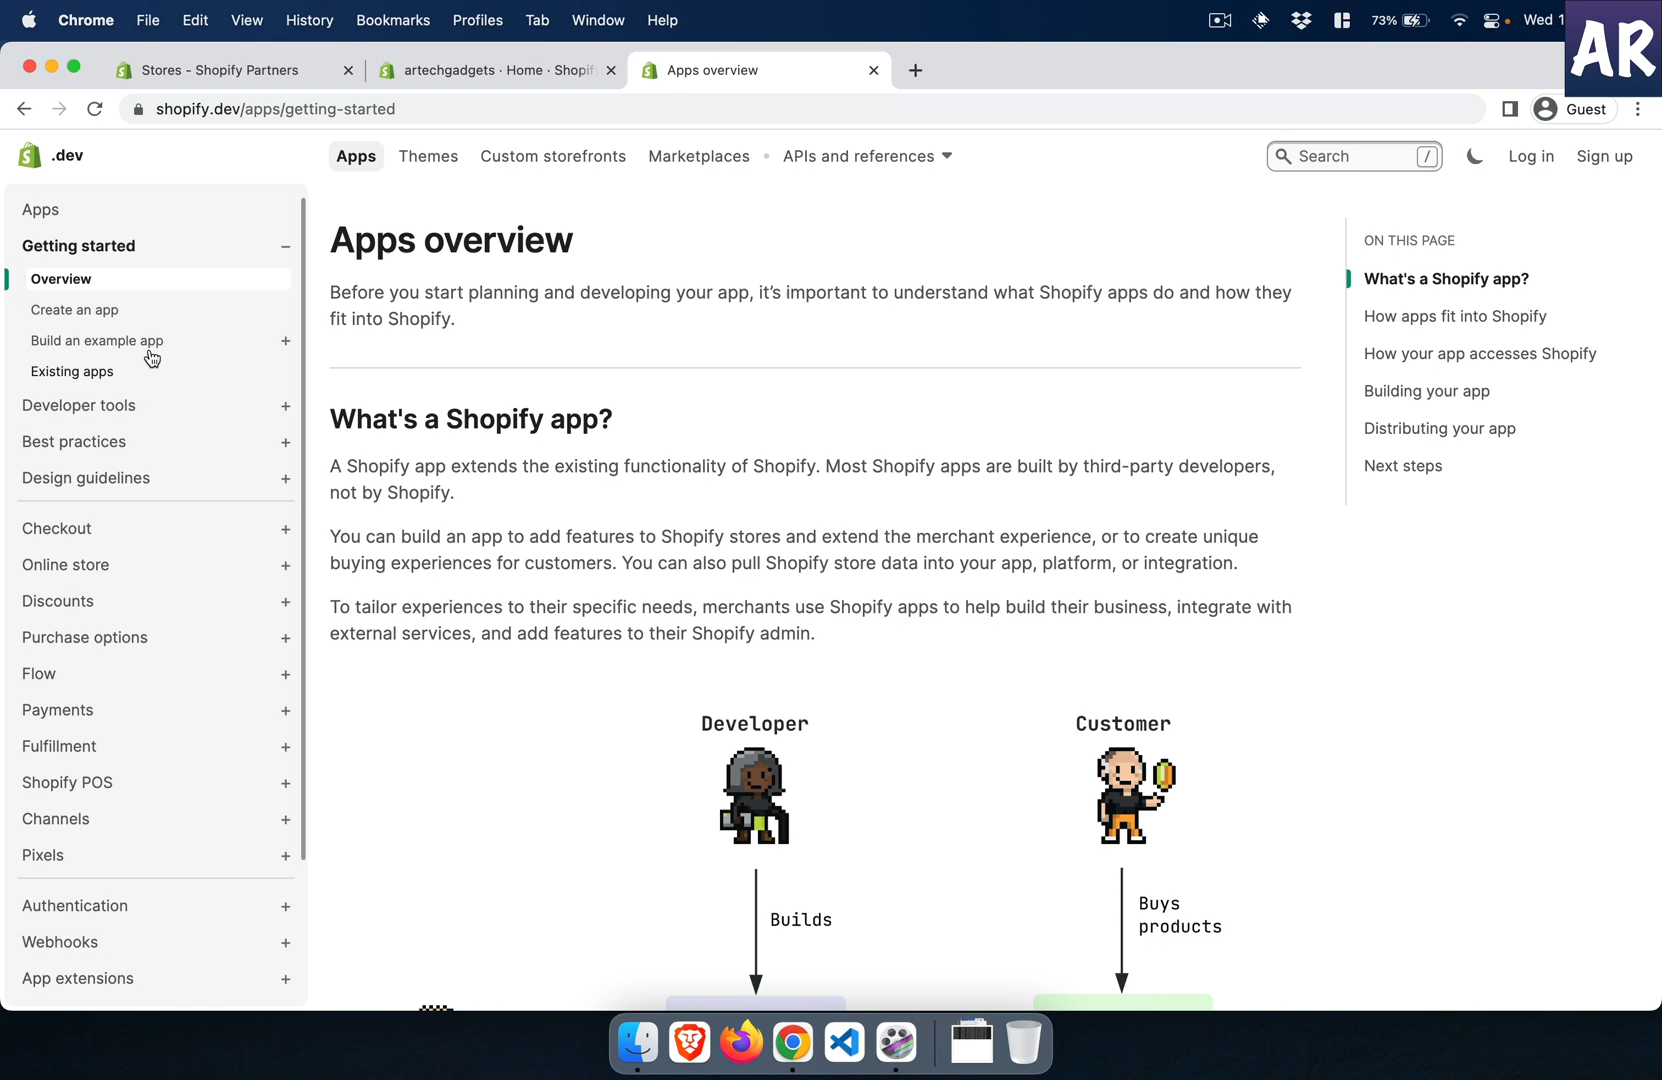 Chrome File Edit View History Bookmarks Profiles Tab Window Help 73% Wed 1
AR
Stores - Shopify Partners artechgadgets · Home · Shopif Apps overview
shopify.dev/apps/getting-started Guest
.dev Apps Themes Custom storefronts Marketplaces APIs and references Search / Log in Sign up
Apps
Getting started −
Overview
Create an app
Build an example app +
Existing apps
Developer tools +
Best practices +
Design guidelines +
Checkout +
Online store +
Discounts +
Purchase options +
Flow +
Payments +
Fulfillment +
Shopify POS +
Channels +
Pixels +
Authentication +
Webhooks +
App extensions +
Apps overview
Before you start planning and developing your app, it’s important to understand what Shopify apps do and how they
fit into Shopify.
What's a Shopify app?
A Shopify app extends the existing functionality of Shopify. Most Shopify apps are built by third-party developers,
not by Shopify.
You can build an app to add features to Shopify stores and extend the merchant experience, or to create unique
buying experiences for customers. You can also pull Shopify store data into your app, platform, or integration.
To tailor experiences to their specific needs, merchants use Shopify apps to help build their business, integrate with
external services, and add features to their Shopify admin.
Developer Customer
Builds
Buys
products
ON THIS PAGE
What's a Shopify app?
How apps fit into Shopify
How your app accesses Shopify
Building your app
Distributing your app
Next steps